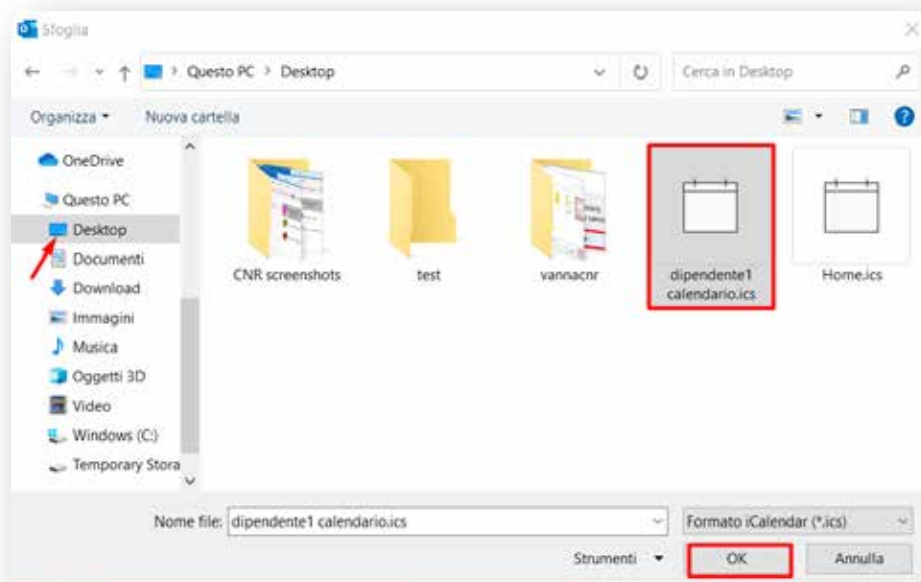 Sfoglia
Questo PC > Desktop
Cerca in Desktop
Organizza
Nuova cartella
OneDrive
Questo PC
Desktop
Documenti
Download
Immagini
Musica
Oggetti 3D
Video
Windows (C:)
Temporary Stora
CNR screenshots
test
vannacnr
dipendente1
calendario.ics
Home.ics
Nome file: dipendente1 calendario.ics
Formato iCalendar (*.ics)
Strumenti
OK
Annulla